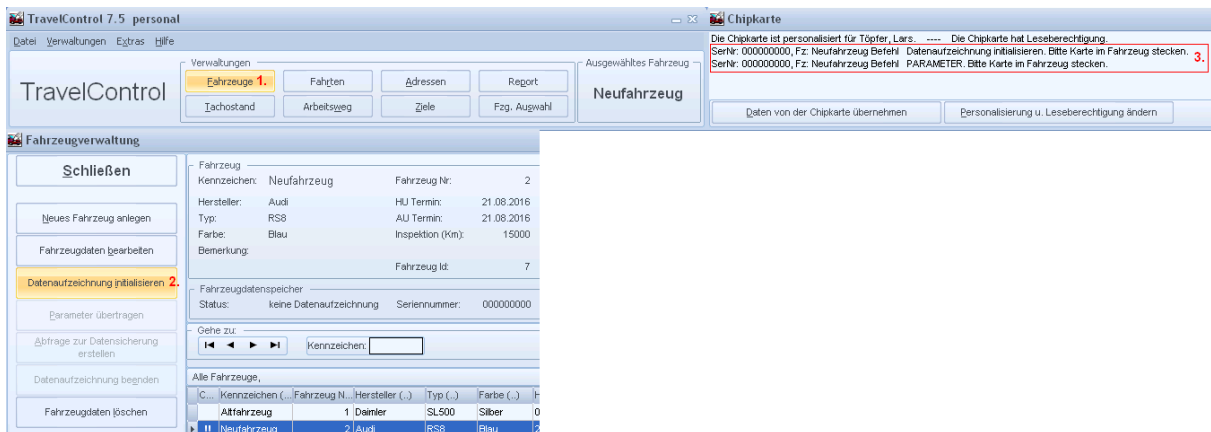 TravelControl 7.5 personal
Datei Verwaltungen Extras Hilfe
TravelControl
Verwaltungen
Fahrzeuge 1. Fahrten Adressen Report
Tachostand Arbeitsweg Ziele Fzg. Auswahl
Ausgewähltes Fahrzeug
Neufahrzeug
Chipkarte
Die Chipkarte ist personalisiert für Töpfer, Lars. ---- Die Chipkarte hat Leseberechtigung.
SerNr: 000000000, Fz: Neufahrzeug Befehl Datenaufzeichnung initialisieren. Bitte Karte im Fahrzeug stecken.
SerNr: 000000000, Fz: Neufahrzeug Befehl PARAMETER. Bitte Karte im Fahrzeug stecken.
3.
Daten von der Chipkarte übernehmen Personalisierung u. Leseberechtigung ändern
Fahrzeugverwaltung
Schließen
Neues Fahrzeug anlegen
Fahrzeugdaten bearbeiten
Datenaufzeichnung initialisieren 2.
Parameter übertragen
Abfrage zur Datensicherung
erstellen
Datenaufzeichnung beenden
Fahrzeugdaten löschen
Fahrzeug
Kennzeichen: Neufahrzeug Fahrzeug Nr: 2
Hersteller: Audi HU Termin: 21.08.2016
Typ: RS8 AU Termin: 21.08.2016
Farbe: Blau Inspektion (Km): 15000
Bemerkung:
Fahrzeug Id: 7
Fahrzeugdatenspeicher
Status: keine Datenaufzeichnung Seriennummer: 000000000
Gehe zu:
Kennzeichen:
Alle Fahrzeuge,
C... Kennzeichen (... Fahrzeug N... Hersteller (..) Typ (..) Farbe (..) H
Altfahrzeug 1 Daimler SL500 Silber 0
!! Neufahrzeug 2 Audi RS8 Blau 2